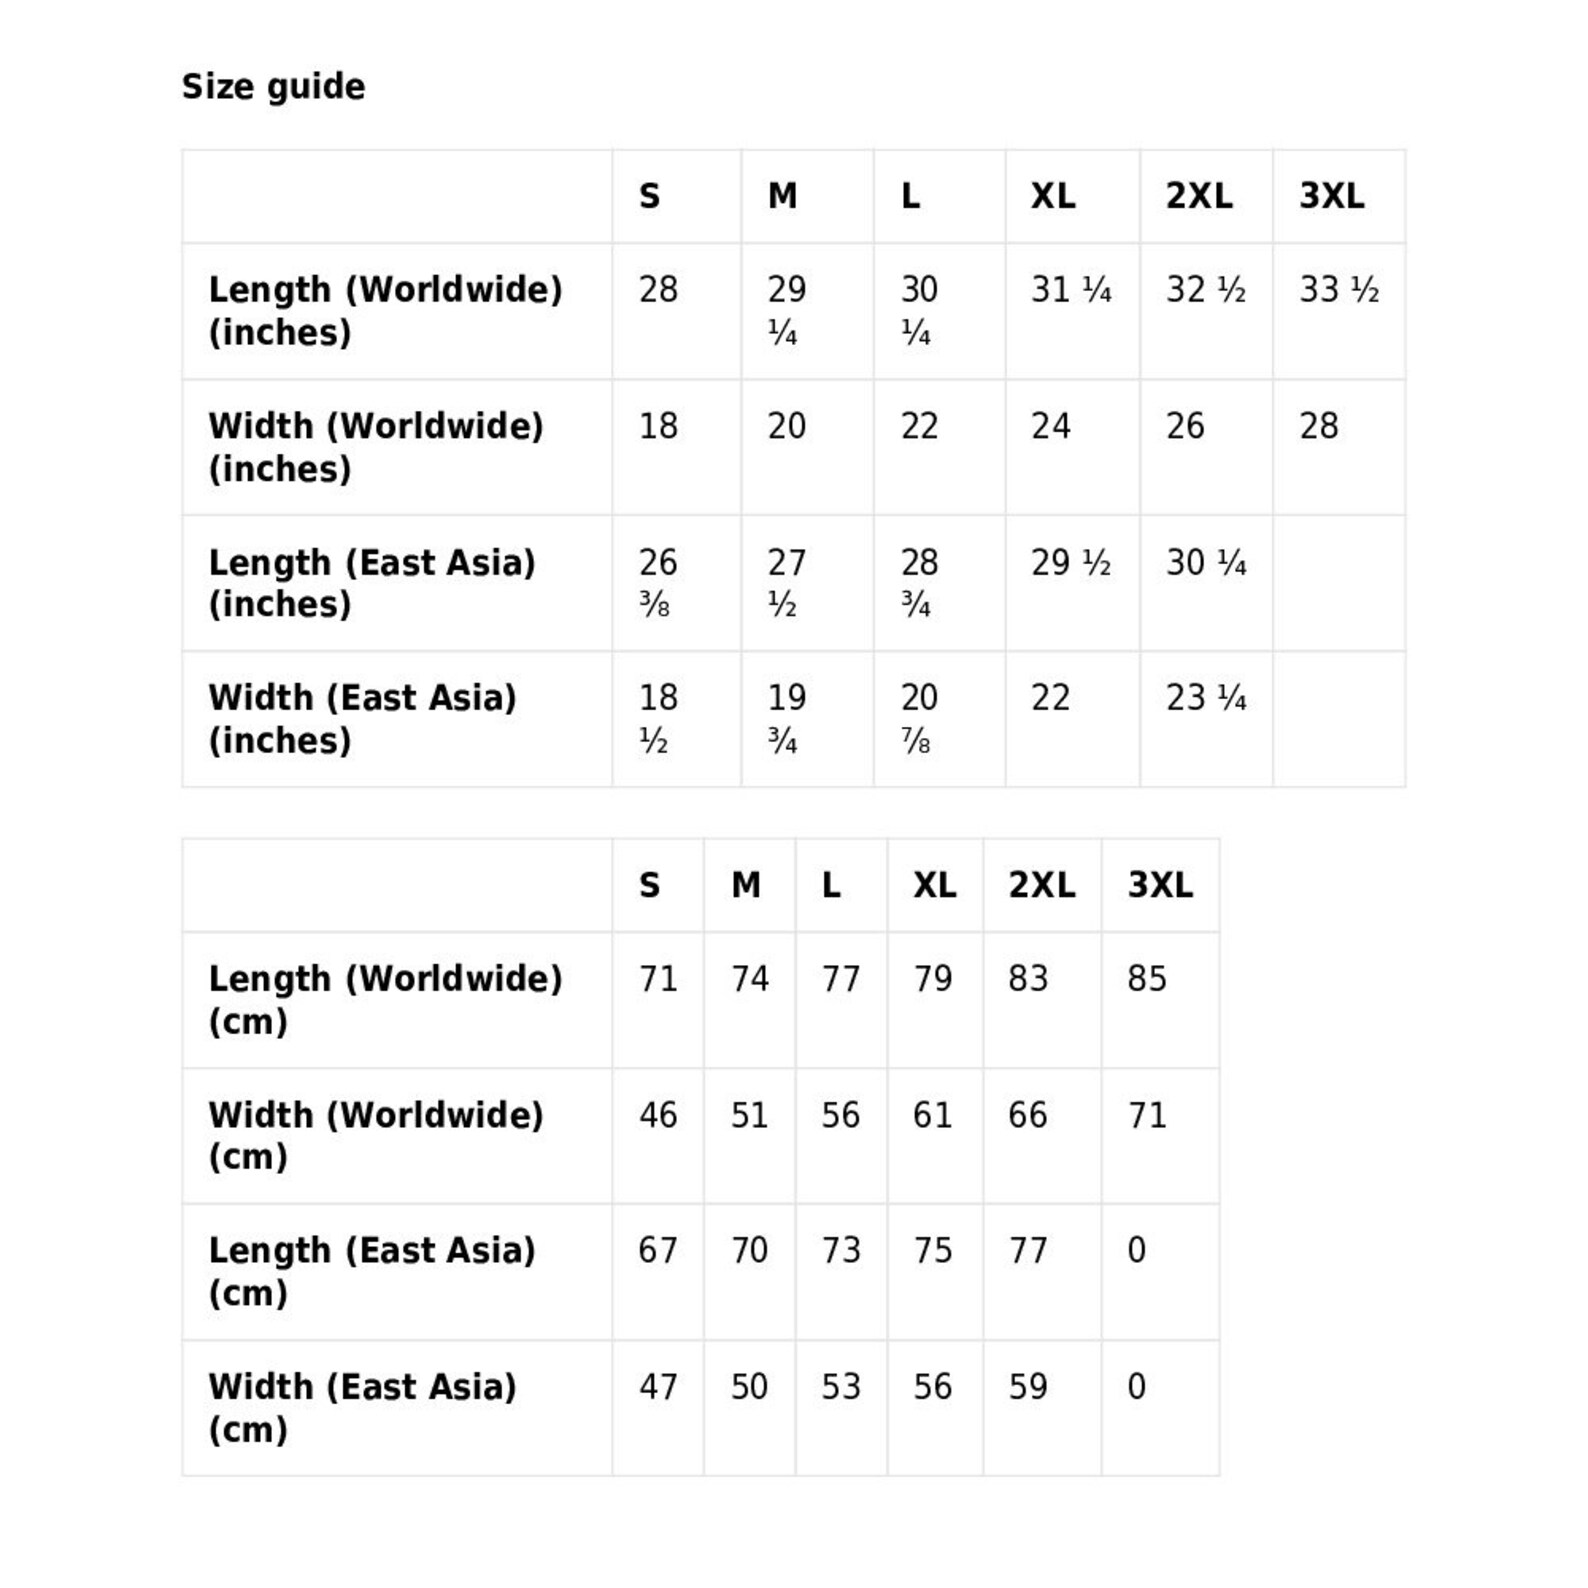 Size guide
S M L XL 2XL 3XL
Length (Worldwide) 28 29 30 31 ¼ 32 ½ 33 ½
(inches) ¼ ¼
Width (Worldwide) 18 20 22 24 26 28
(inches)
Length (East Asia) 26 27 28 29 ½ 30 ¼
(inches) ⅜ ½ ¾
Width (East Asia) 18 19 20 22 23 ¼
(inches) ½ ¾ ⅞
S M L XL 2XL 3XL
Length (Worldwide) 71 74 77 79 83 85
(cm)
Width (Worldwide) 46 51 56 61 66 71
(cm)
Length (East Asia) 67 70 73 75 77 0
(cm)
Width (East Asia) 47 50 53 56 59 0
(cm)